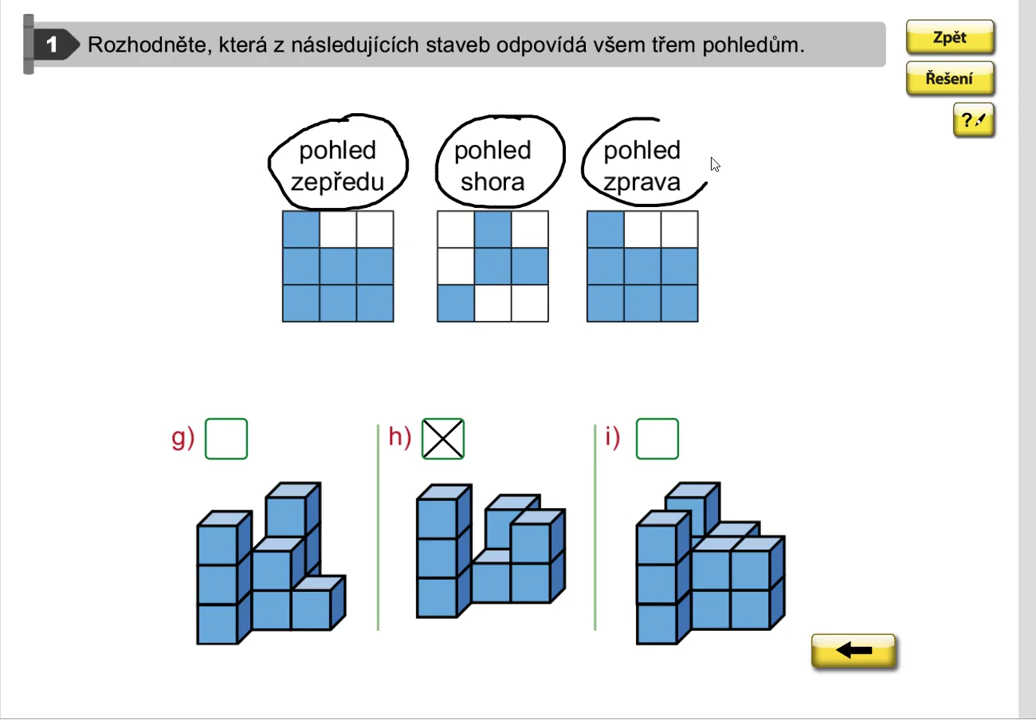 1 Rozhodněte, která z následujících staveb odpovídá všem třem pohledům.
Zpět
Řešení
?
pohled
zepředu
pohled
shora
pohled
zprava
g)
h)
i)